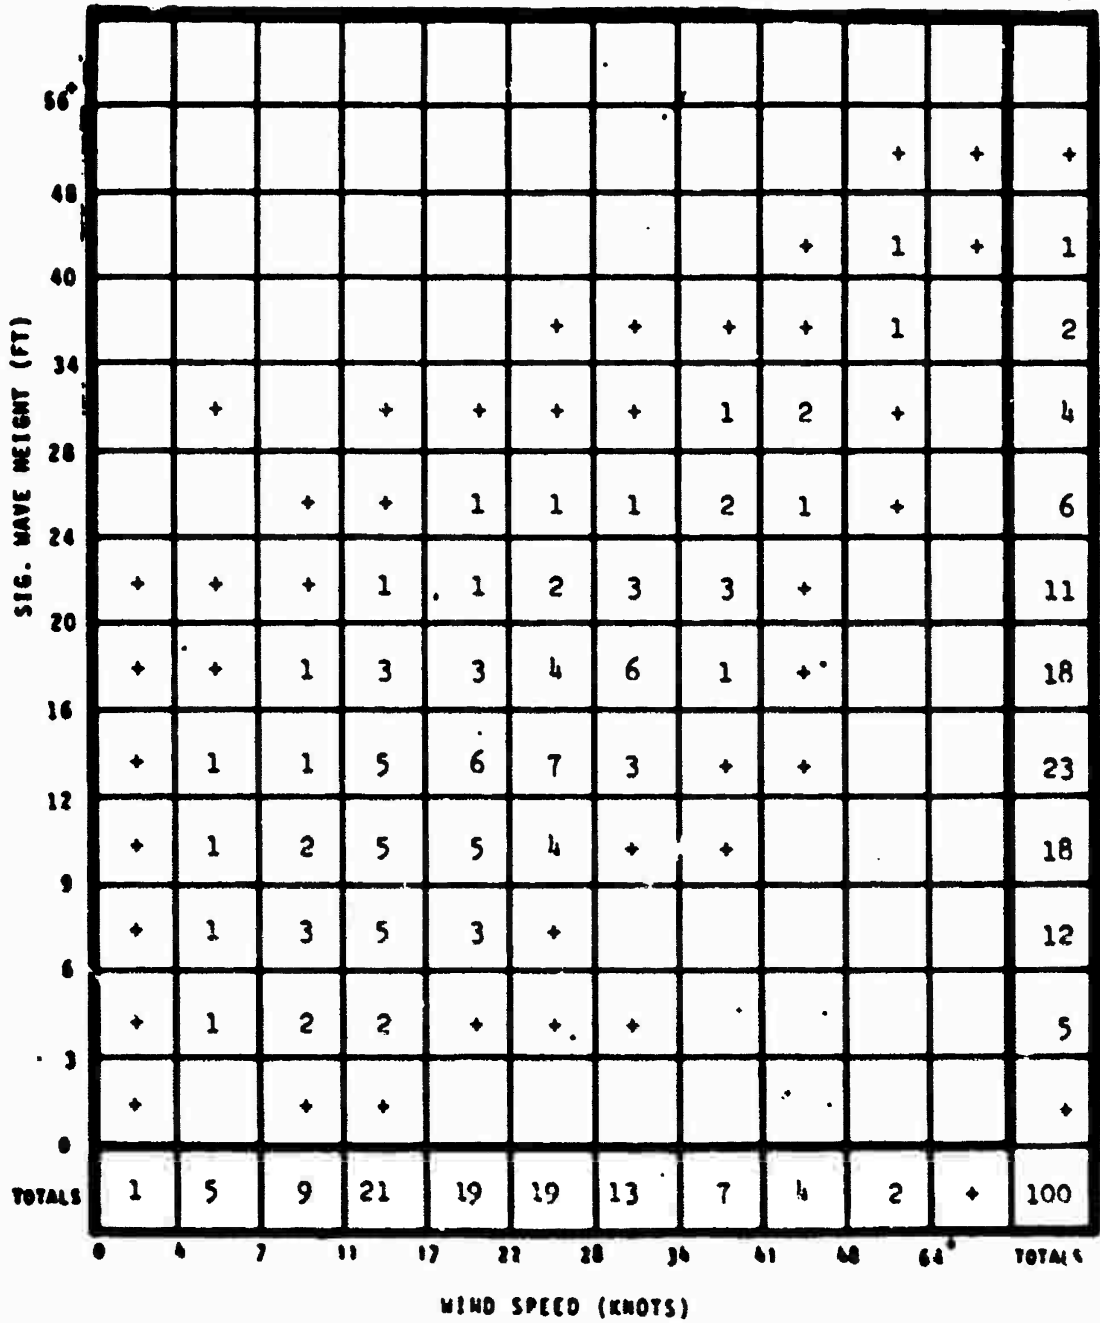 56+
+ + +
48
+ 1 + 1
40
+ + + + 1 2
34
+ + + + + 1 2 + 4
28
+ + 1 1 1 2 1 + 6
24
+ + + 1 1 2 3 3 + 11
20
+ + 1 3 3 4 6 1 + 18
16
+ 1 1 5 6 7 3 + + 23
12
+ 1 2 5 5 4 + + 18
9
+ 1 3 5 3 + 12
6
+ 1 2 2 + + + 5
3
+ + + +
0
TOTALS 1 5 9 21 19 19 13 7 4 2 + 100
0 4 7 11 17 22 28 34 41 48 64+ TOTALS
WIND SPEED (KNOTS)
SIG. WAVE HEIGHT (FT)